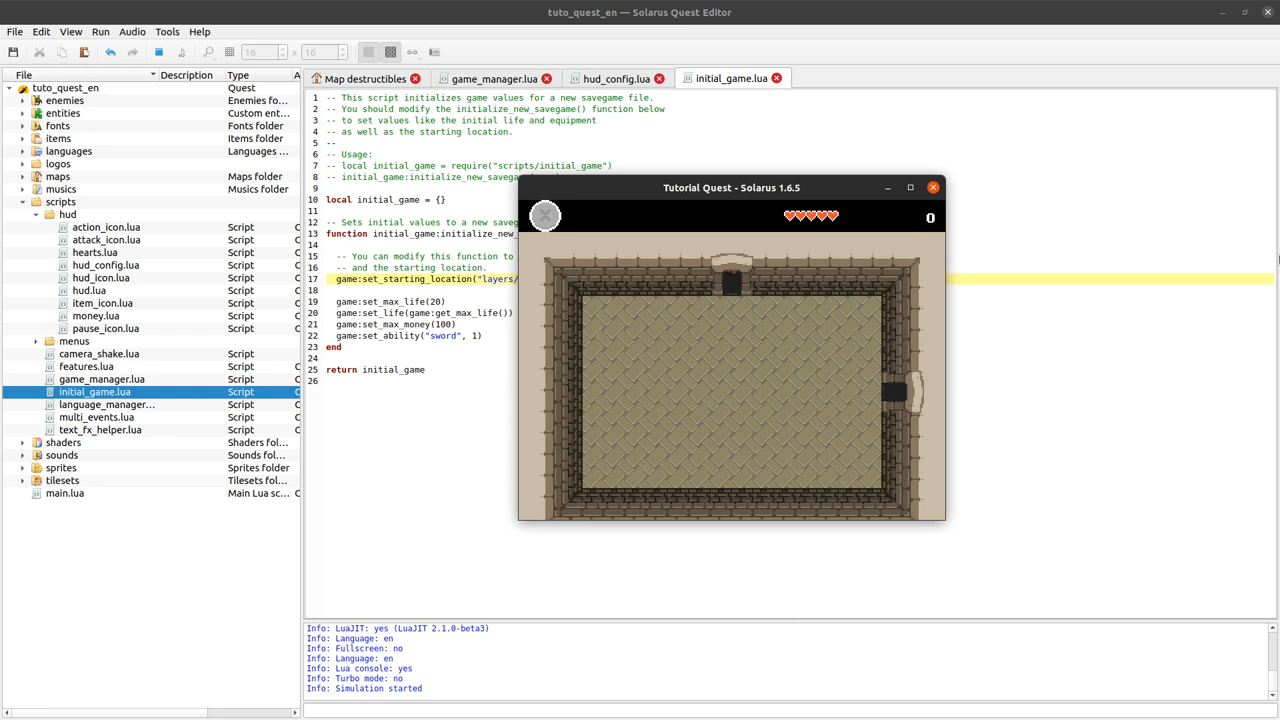 tuto_quest_en — Solarus Quest Editor
File Edit View Run Audio Tools Help
16 x 16
File Description Type A
tuto_quest_en Quest
enemies Enemies fo...
entities Custom ent...
fonts Fonts folder
items Items folder
languages Languages ...
logos
maps Maps folder
musics Musics folder
scripts
hud
action_icon.lua Script C
attack_icon.lua Script C
hearts.lua Script C
hud_config.lua Script C
hud_icon.lua Script C
hud.lua Script C
item_icon.lua Script C
money.lua Script C
pause_icon.lua Script C
menus
camera_shake.lua Script C
features.lua Script C
game_manager.lua Script C
initial_game.lua Script C
language_manager... Script C
multi_events.lua Script C
text_fx_helper.lua Script C
shaders Shaders fol...
sounds Sounds fol...
sprites Sprites folder
tilesets Tilesets fol...
main.lua Main Lua sc... C
Map destructibles game_manager.lua hud_config.lua initial_game.lua
1 -- This script initializes game values for a new savegame file.
2 -- You should modify the initialize_new_savegame() function below
3 -- to set values like the initial life and equipment
4 -- as well as the starting location.
5 --
6 -- Usage:
7 -- local initial_game = require("scripts/initial_game")
8 -- initial_game:initialize_new_savega
9
10 local initial_game = {}
11
12 -- Sets initial values to a new saveg
13 function initial_game:initialize_new_
14
15 -- You can modify this function to
16 -- and the starting location.
17 game:set_starting_location("layers/
18
19 game:set_max_life(20)
20 game:set_life(game:get_max_life())
21 game:set_max_money(100)
22 game:set_ability("sword", 1)
23 end
24
25 return initial_game
26
Tutorial Quest - Solarus 1.6.5
0
Info: LuaJIT: yes (LuaJIT 2.1.0-beta3)
Info: Language: en
Info: Fullscreen: no
Info: Language: en
Info: Lua console: yes
Info: Turbo mode: no
Info: Simulation started